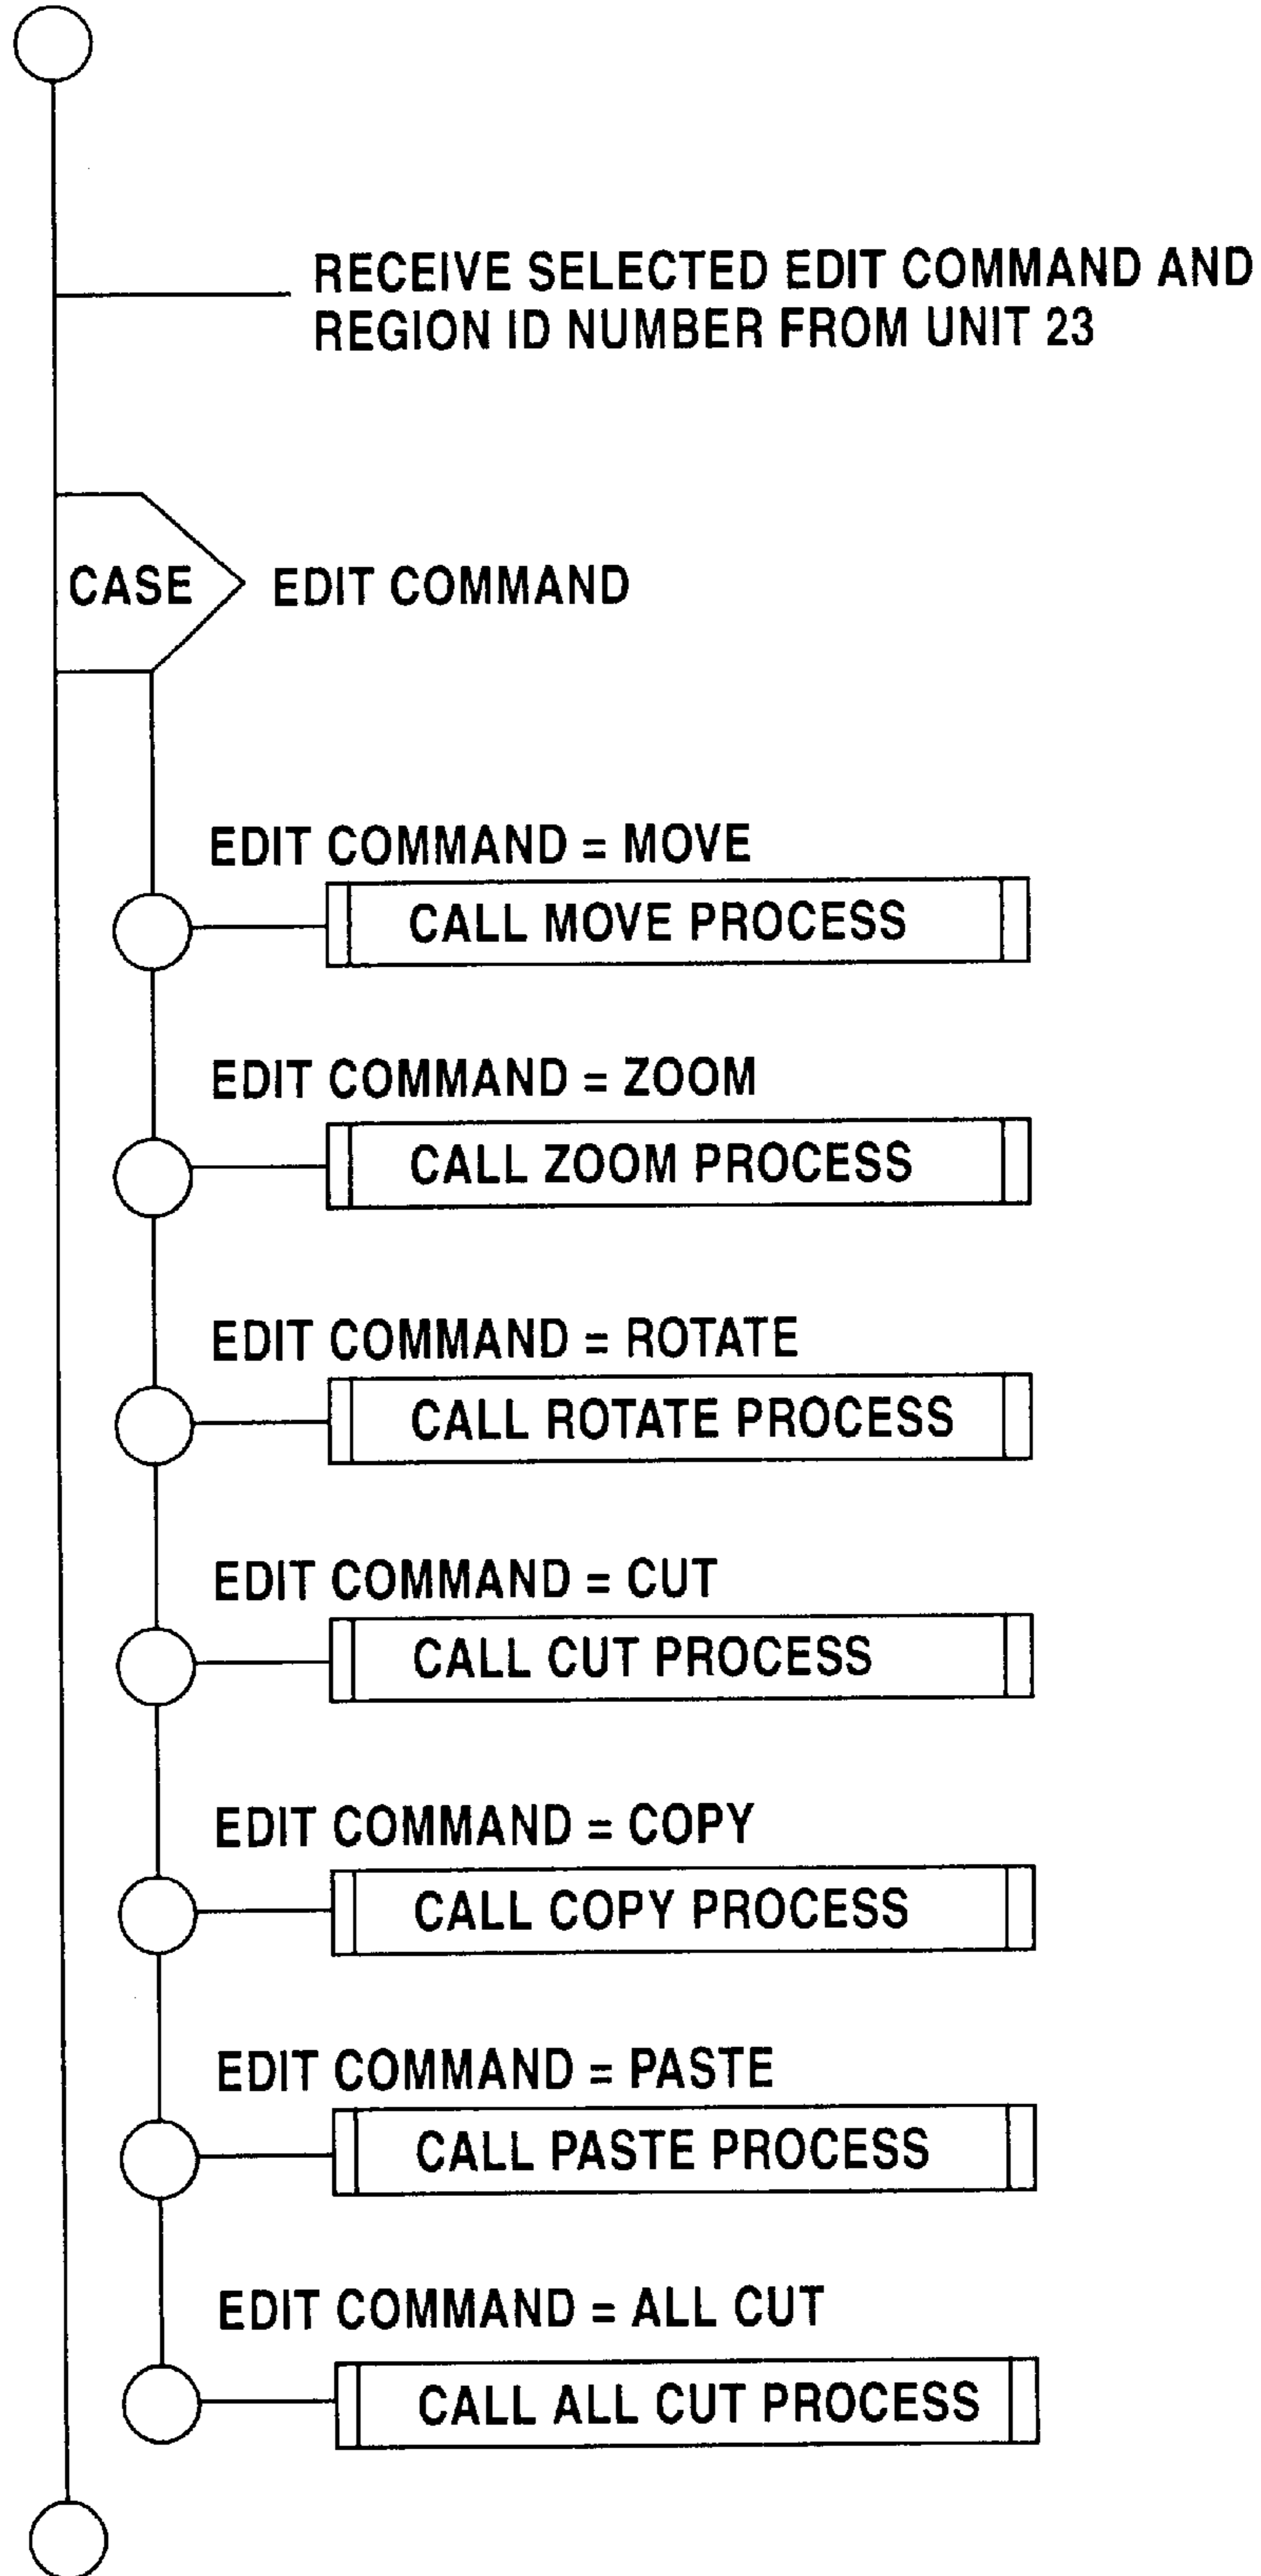 RECEIVE SELECTED EDIT COMMAND AND
REGION ID NUMBER FROM UNIT 23
CASE
EDIT COMMAND
EDIT COMMAND = MOVE
CALL MOVE PROCESS
EDIT COMMAND = ZOOM
CALL ZOOM PROCESS
EDIT COMMAND = ROTATE
CALL ROTATE PROCESS
EDIT COMMAND = CUT
CALL CUT PROCESS
EDIT COMMAND = COPY
CALL COPY PROCESS
EDIT COMMAND = PASTE
CALL PASTE PROCESS
EDIT COMMAND = ALL CUT
CALL ALL CUT PROCESS